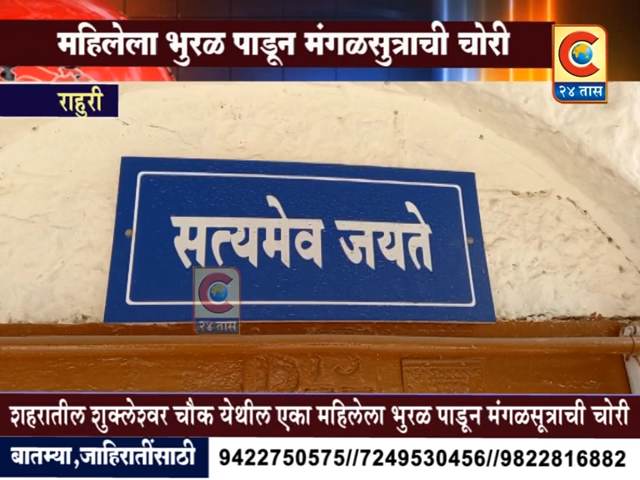 महिलेला भुरळ पाडून मंगळसुत्राची चोरी
C
२४ तास
राहुरी
सत्यमेव जयते
C
२४ तास
शहरातील शुक्लेश्वर चौक येथील एका महिलेला भुरळ पाडून मंगळसूत्राची चोरी
बातम्या,जाहिरातींसाठी 9422750575//7249530456//9822816882